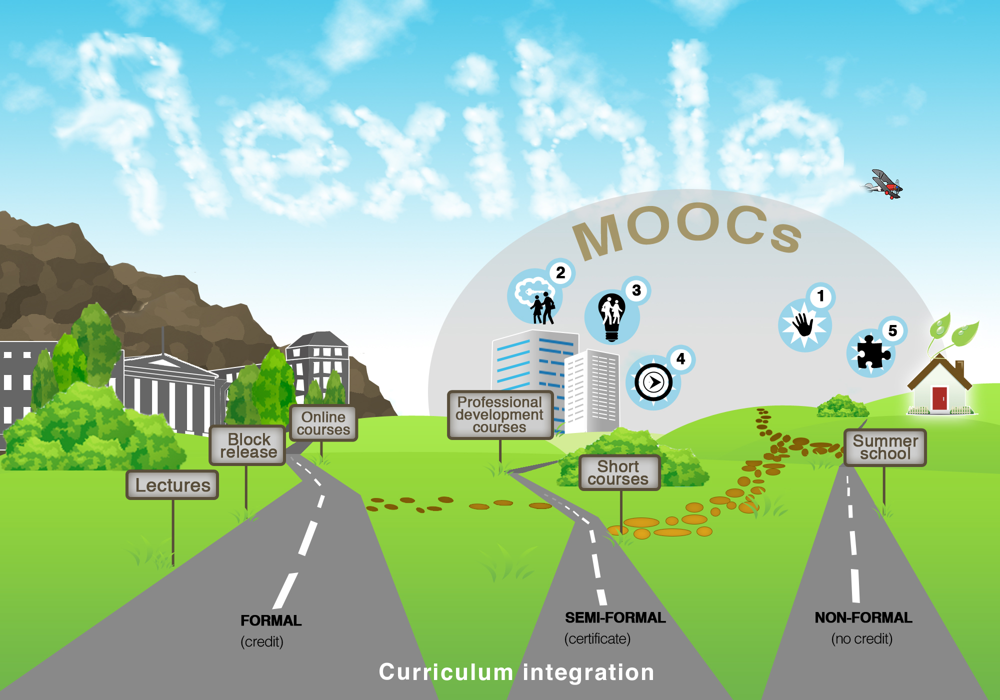 flexible
MOOCs
2
3
1
5
4
Professional
development
courses
Online
courses
Block
release
Summer
school
Short
courses
Lectures
FORMAL
(credit)
SEMI-FORMAL
(certificate)
NON-FORMAL
(no credit)
Curriculum integration